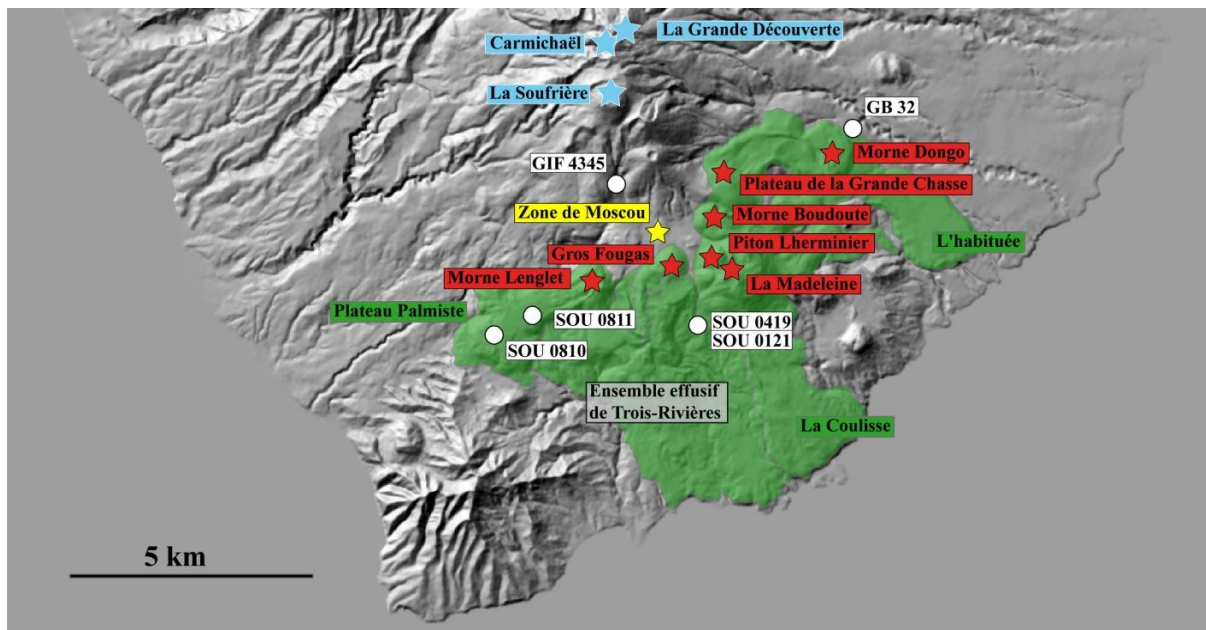 La Grande Découverte
Carmichaël
La Soufrière
GB 32
Morne Dongo
GIF 4345
Plateau de la Grande Chasse
Zone de Moscou
Morne Boudoute
L'habituée
Piton Lherminier
Gros Fougas
Morne Lenglet
La Madeleine
Plateau Palmiste
SOU 0811
SOU 0419
SOU 0121
SOU 0810
Ensemble effusif
de Trois-Rivières
La Coulisse
5 km